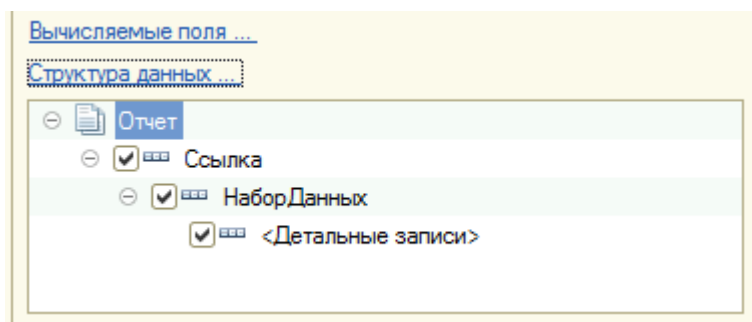 Вычисляемые поля ...
Структура данных ...
Отчет
Ссылка
НаборДанных
<Детальные записи>